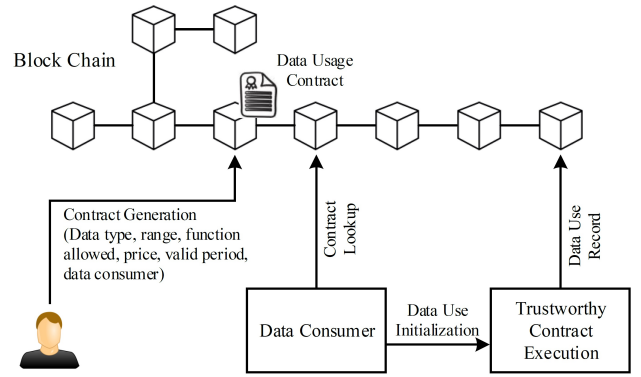 Block Chain
Data Usage
Contract
Contract Generation
(Data type, range, function
allowed, price, valid period,
data consumer)
Contract
Lookup
Data Use
Record
Data Consumer
Data Use
Initialization
Trustworthy
Contract
Execution